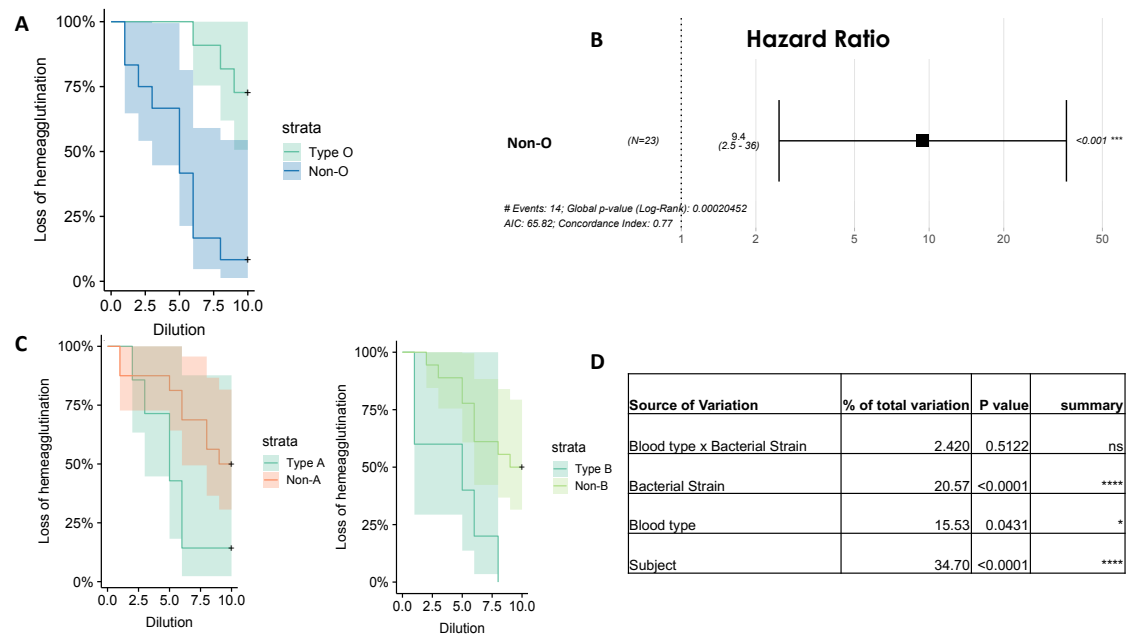 A
100%
75%
50%
25%
0%
Loss of hemeagglutination
0.0 2.5 5.0 7.5 10.0
Dilution
strata
Type O
Non-O
B
Hazard Ratio
Non-O
(N=23)
9.4
(2.5 - 36)
<0.001 ***
# Events: 14; Global p-value (Log-Rank): 0.00020452
AIC: 65.82; Concordance Index: 0.77
1 2 5 10 20 50
C
100%
75%
50%
25%
0%
Loss of hemeagglutination
0.0 2.5 5.0 7.5 10.0
Dilution
strata
Type A
Non-A
100%
75%
50%
25%
0%
Loss of hemeagglutination
0.0 2.5 5.0 7.5 10.0
Dilution
strata
Type B
Non-B
D
Source of Variation % of total variation P value summary
Blood type x Bacterial Strain 2.420 0.5122 ns
Bacterial Strain 20.57 <0.0001 ****
Blood type 15.53 0.0431 *
Subject 34.70 <0.0001 ****